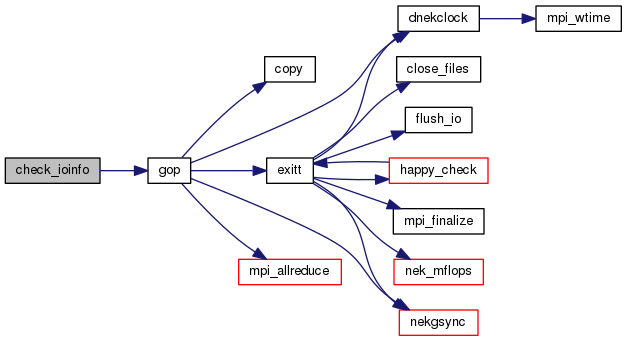 check_ioinfo
gop
copy
exitt
mpi_allreduce
dnekclock
close_files
flush_io
happy_check
mpi_finalize
nek_mflops
nekgsync
mpi_wtime